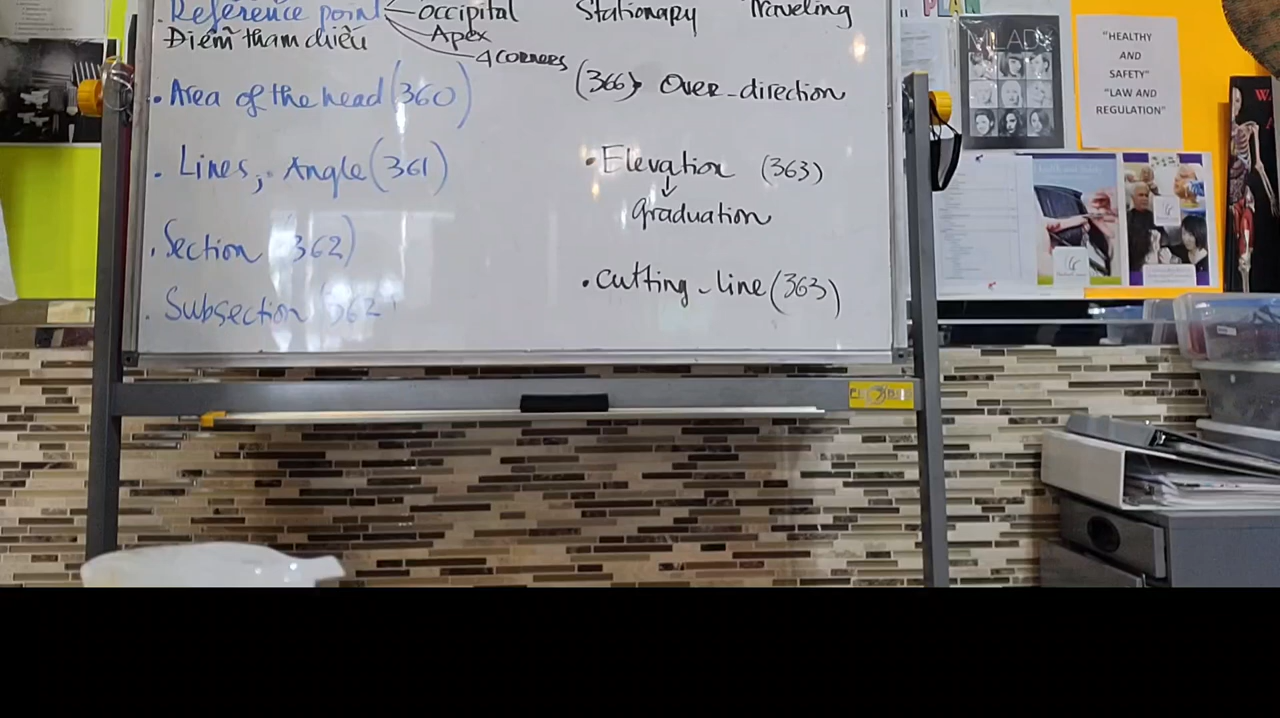 . Reference point
occipital
Apex
4 CORNERS
Điểm tham chiếu
• Area of the head (360)
. Lines, Angle (361)
. Section (362)
. Subsection (362)
Stationary Traveling
(366) Over-direction
• Elevation (363)
graduation
• cutting-line (363)
PLAN
MILADY
"HEALTHY
AND
SAFETY"
"LAW AND
REGULATION"